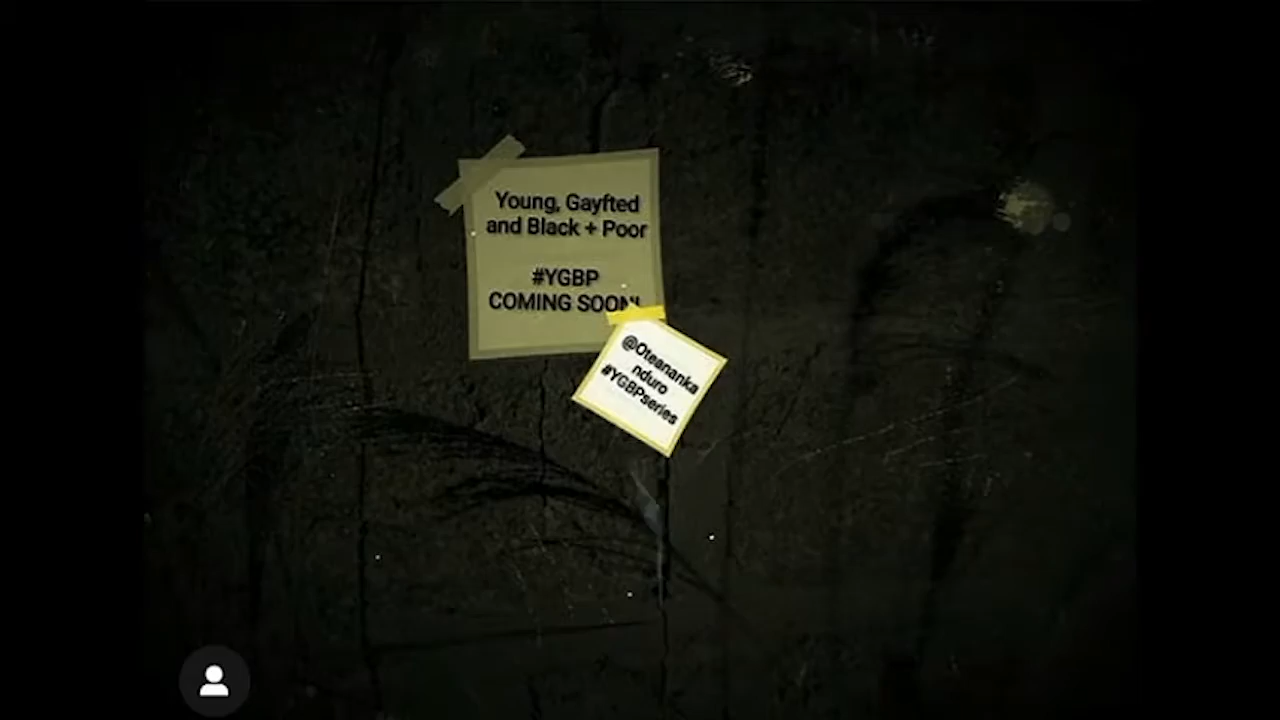 Young, Gayfted
and Black + Poor
#YGBP
COMING SOON!
@Oteananka
nduro
#YGBPseries